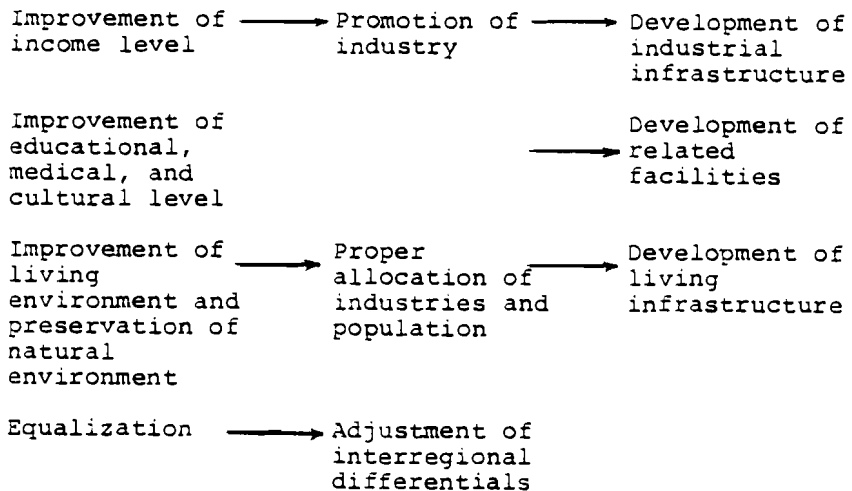 Improvement of
income level
Promotion of
industry
Development of
industrial
infrastructure
Improvement of
educational,
medical, and
cultural level
Development of
related
facilities
Improvement of
living
environment and
preservation of
natural
environment
Proper
allocation of
industries and
population
Development of
living
infrastructure
Equalization
Adjustment of
interregional
differentials